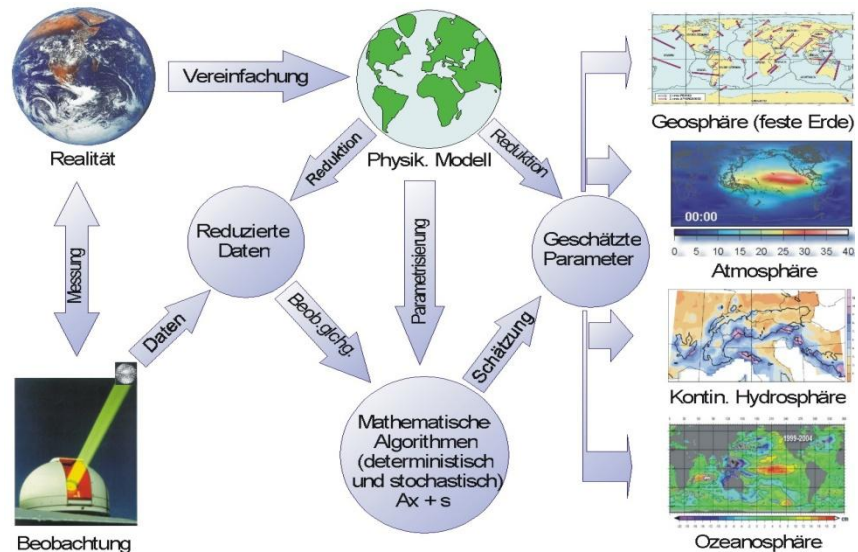 Realität
Vereinfachung
Physik. Modell
Reduktion
Reduktion
Messung
Reduzierte
Daten
Parametrisierung
Geschätzte
Parameter
Daten
Beob.glchg.
Schätzung
Beobachtung
Mathematische
Algorithmen
(deterministisch
und stochastisch)
Ax + s
Geosphäre (feste Erde)
00:00
0 5 10 15 20 25 30 35 40
Atmosphäre
Kontin. Hydrosphäre
1999-2004
Ozeanosphäre